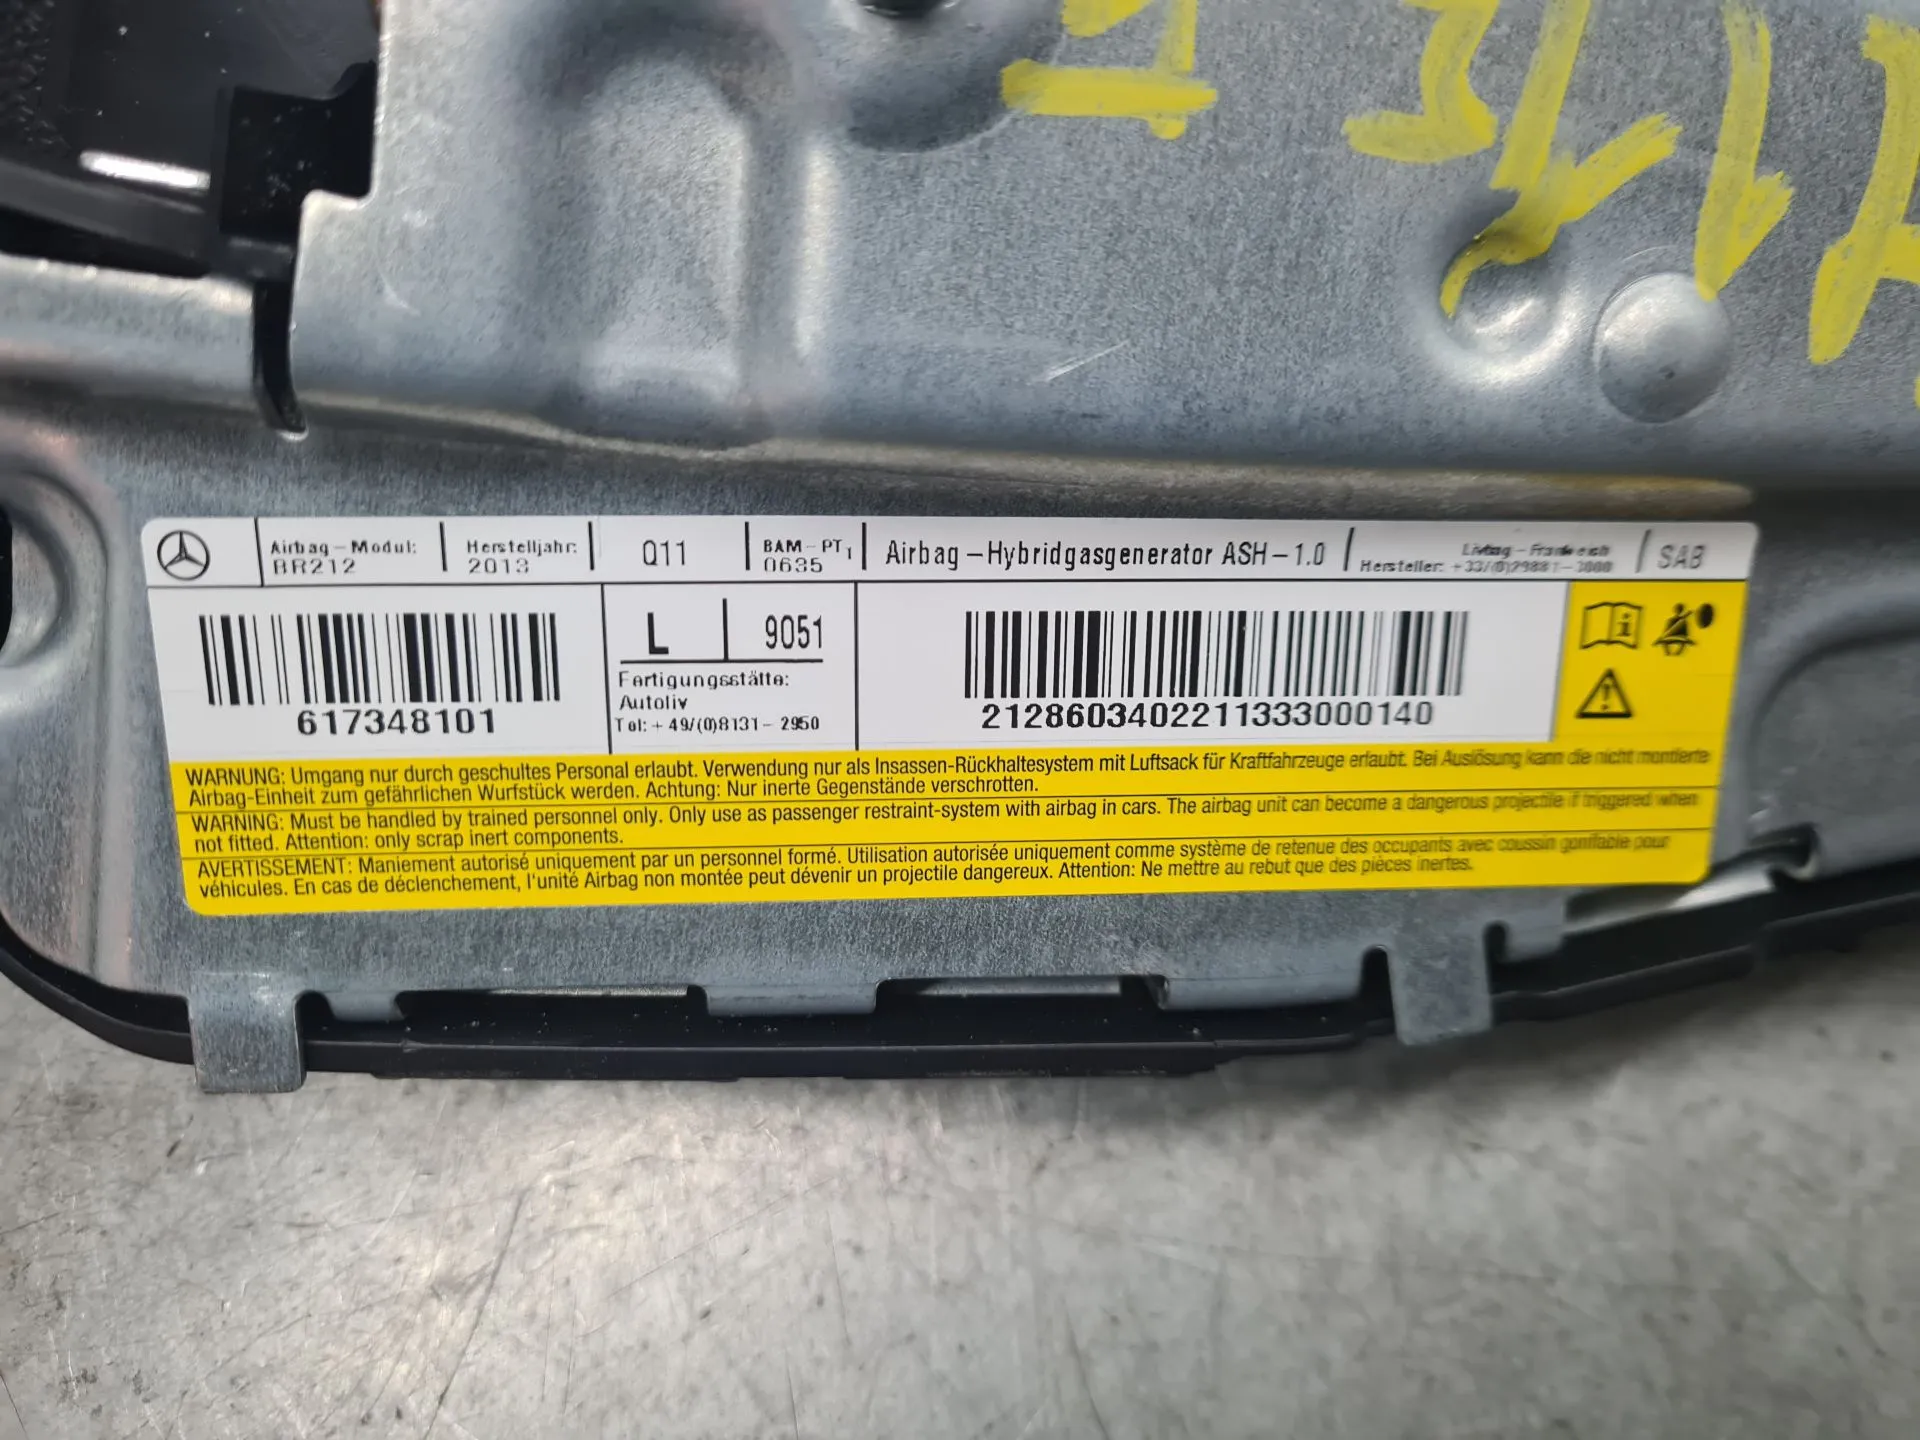 Airbag-Modul:
BR212
Herstelljahr:
2013
Q11
BAM-PT1
0635
Airbag-Hybridgasgenerator ASH-1.0
Hersteller:
SAB
617348101
L 9051
Fertigungsstätte:
Autoliv
Tel: +49/(0)8131-2950
2128603402211333000140
WARNUNG: Umgang nur durch geschultes Personal erlaubt. Verwendung nur als Insassen-Rückhaltesystem mit Luftsack für Kraftfahrzeuge erlaubt. Bei Auslösung kann die nicht montierte
Airbag-Einheit zum gefährlichen Wurfstück werden. Achtung: Nur inerte Gegenstände verschrotten.
WARNING: Must be handled by trained personnel only. Only use as passenger restraint-system with airbag in cars. The airbag unit can become a dangerous projectile if triggered when
not fitted. Attention: only scrap inert components.
AVERTISSEMENT: Maniement autorisé uniquement par un personnel formé. Utilisation autorisée uniquement comme système de retenue des occupants avec coussin gonflable pour
véhicules. En cas de déclenchement, l'unité Airbag non montée peut dévenir un projectile dangereux. Attention: Ne mettre au rebut que des pièces inertes.